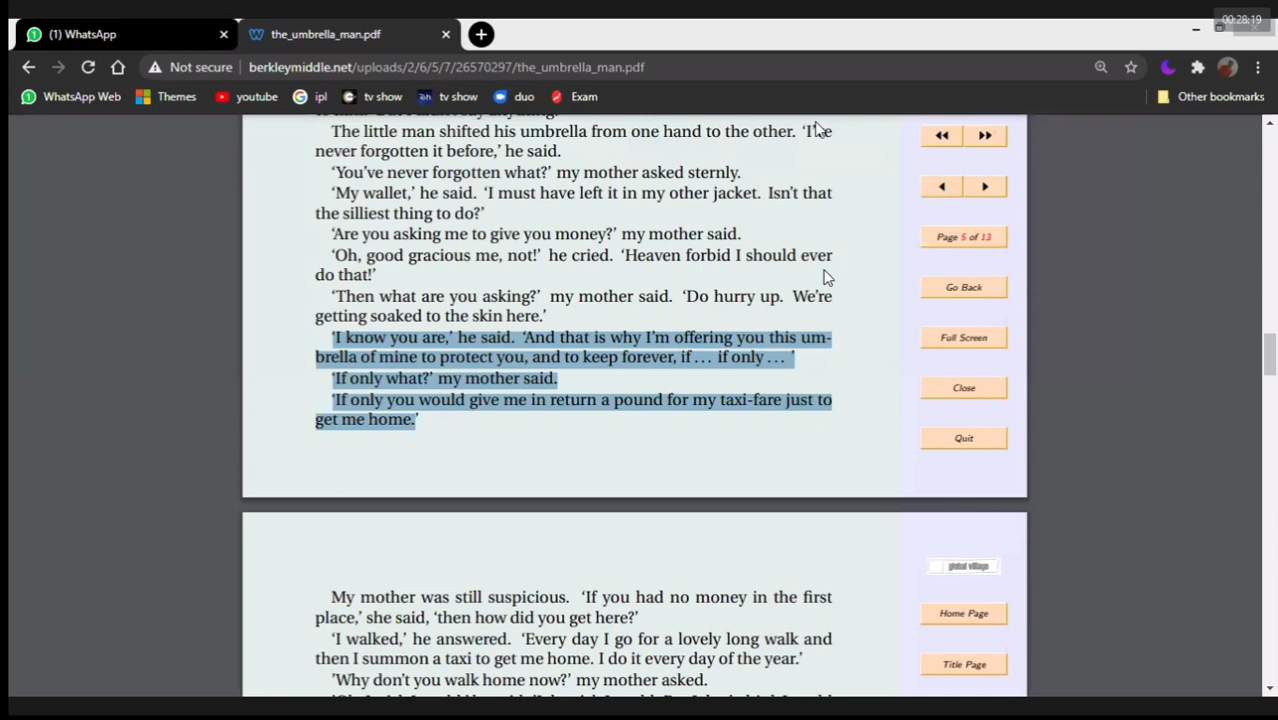 00:28:19
(1) WhatsApp
the_umbrella_man.pdf
Not secure
berkleymiddle.net/uploads/2/6/5/7/26570297/the_umbrella_man.pdf
WhatsApp Web
Themes
youtube
ipl
tv show
tv show
duo
Exam
Other bookmarks
The little man shifted his umbrella from one hand to the other. ‘I've
never forgotten it before,’ he said.
‘You've never forgotten what?’ my mother asked sternly.
‘My wallet,’ he said. ‘I must have left it in my other jacket. Isn't that
the silliest thing to do?’
‘Are you asking me to give you money?’ my mother said.
‘Oh, good gracious me, not!’ he cried. ‘Heaven forbid I should ever
do that!’
‘Then what are you asking?’ my mother said. ‘Do hurry up. We're
getting soaked to the skin here.’
‘I know you are,’ he said. ‘And that is why I'm offering you this um-
brella of mine to protect you, and to keep forever, if … if only … ’
‘If only what?’ my mother said.
‘If only you would give me in return a pound for my taxi-fare just to
get me home.’
Page 5 of 13
Go Back
Full Screen
Close
Quit
My mother was still suspicious. ‘If you had no money in the first
place,’ she said, ‘then how did you get here?’
‘I walked,’ he answered. ‘Every day I go for a lovely long walk and
then I summon a taxi to get me home. I do it every day of the year.’
'Why don't you walk home now?’ my mother asked.
global village
Home Page
Title Page